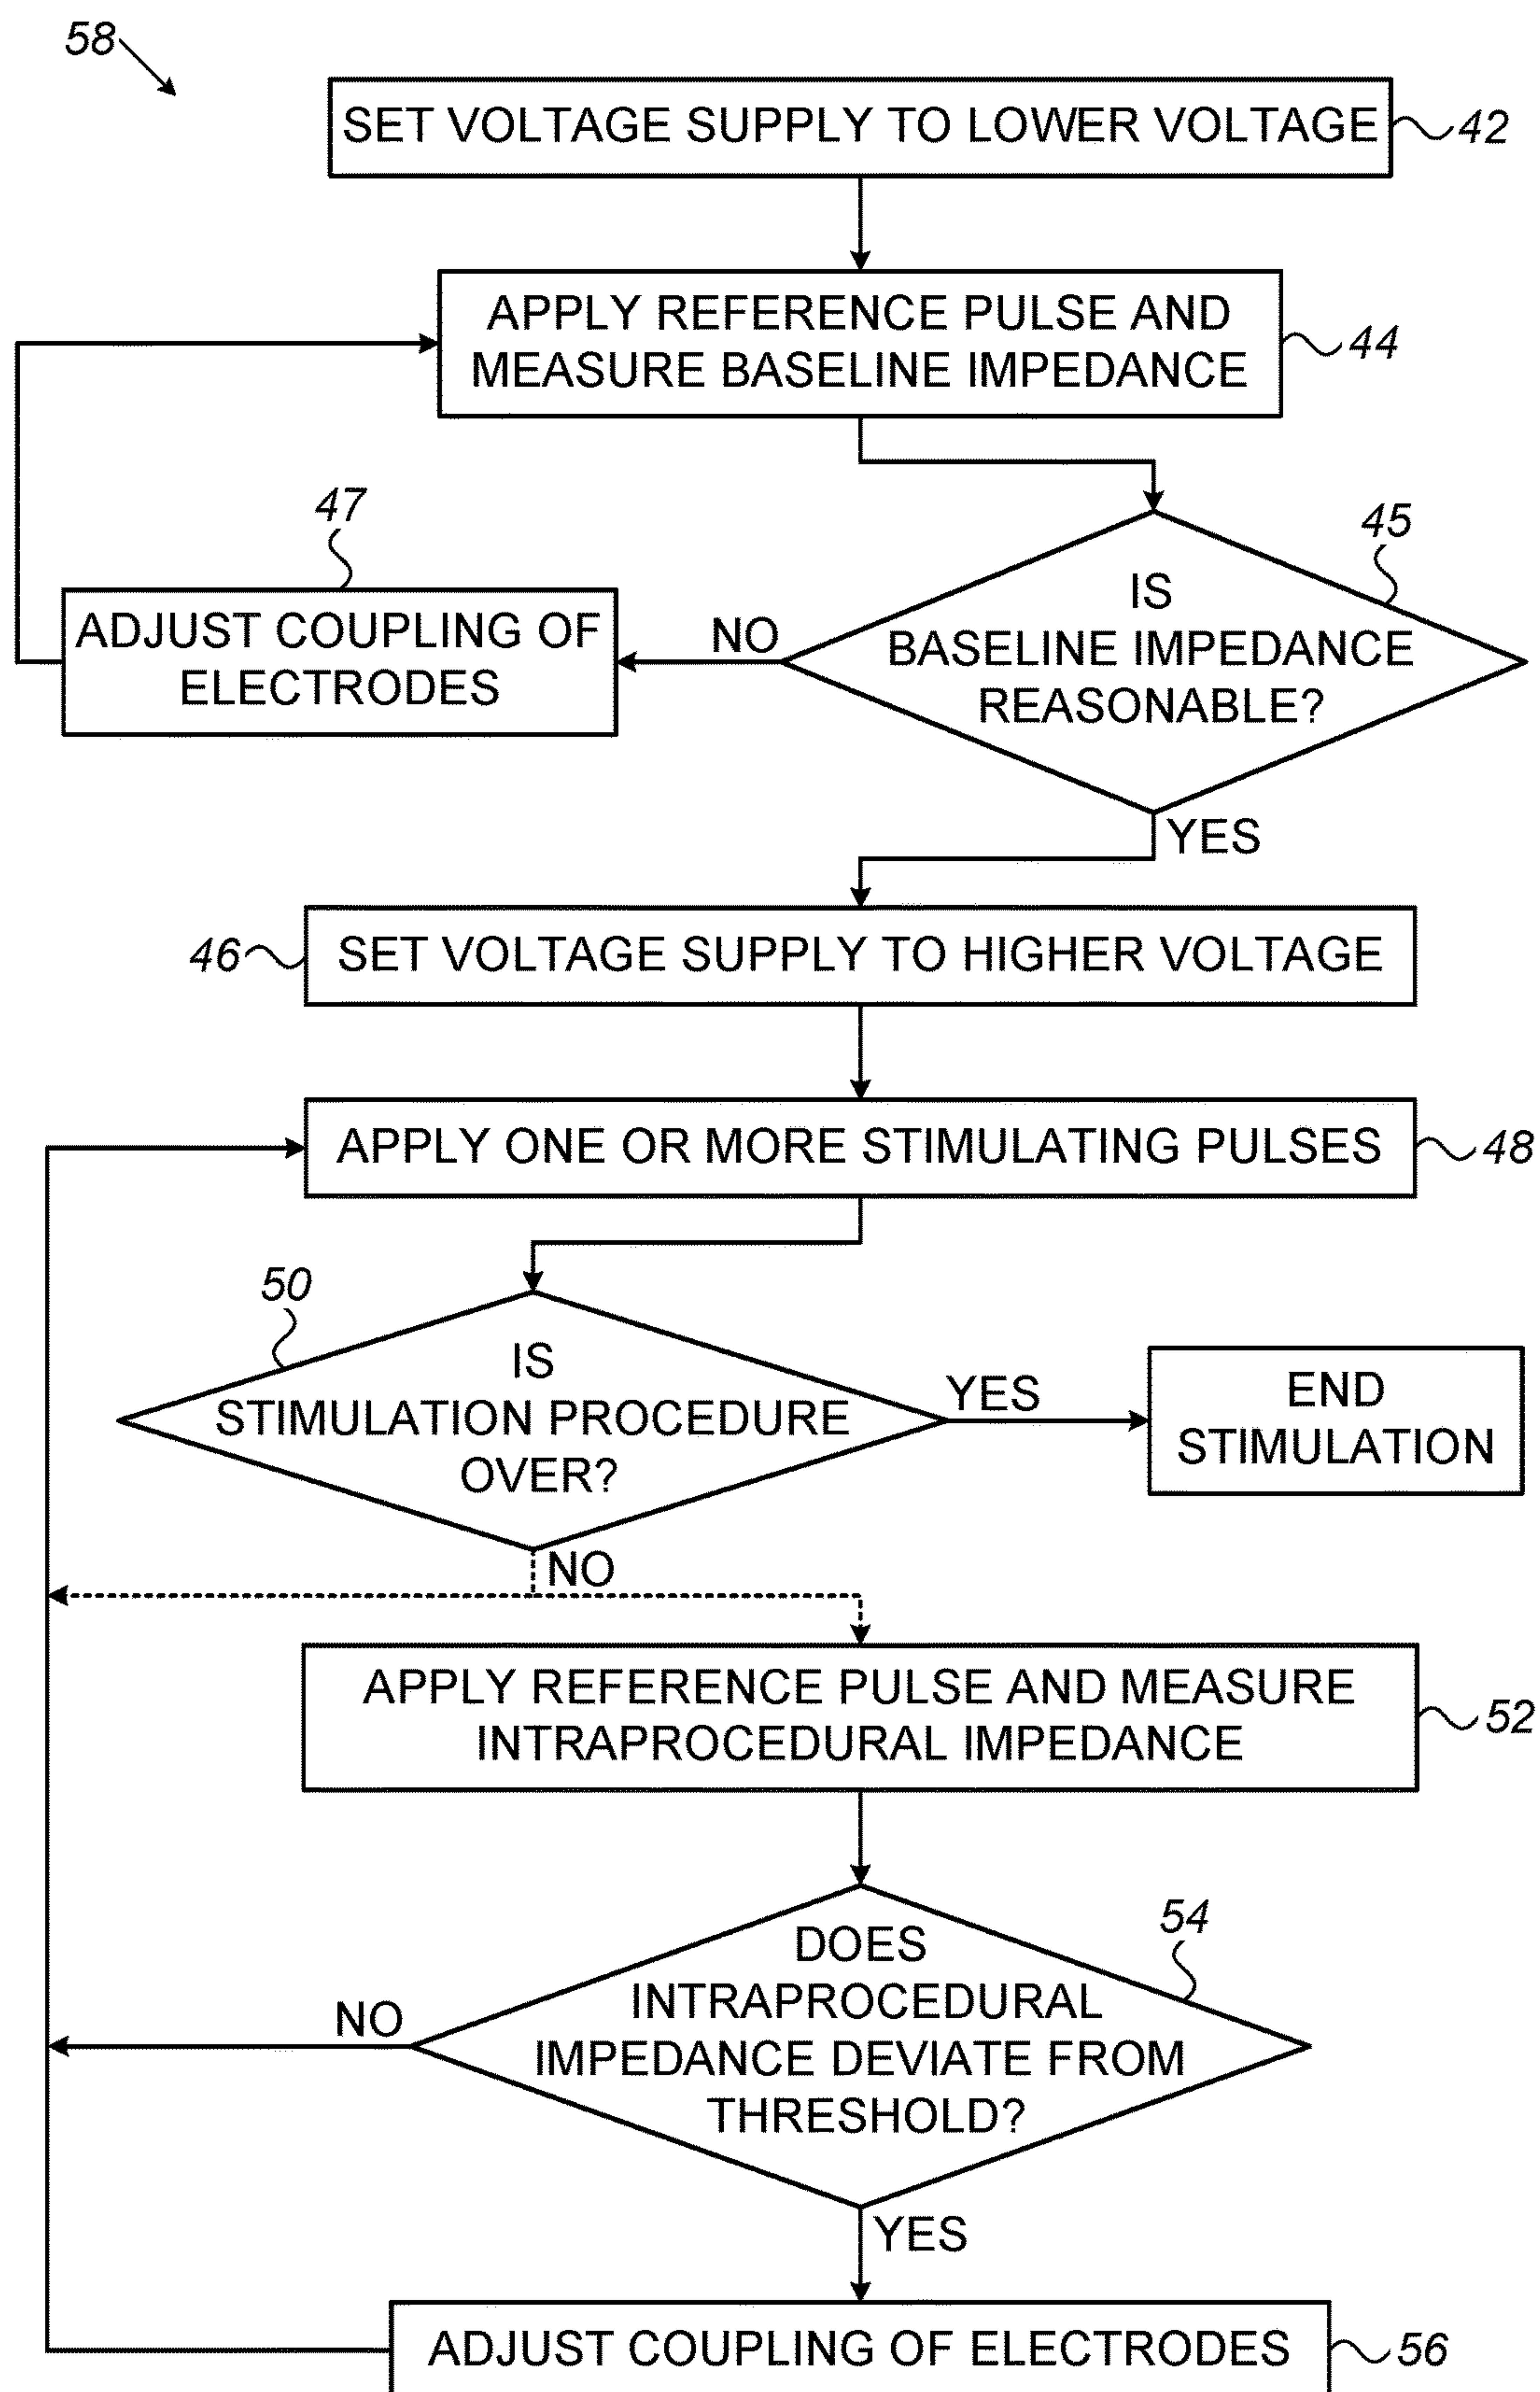 58
SET VOLTAGE SUPPLY TO LOWER VOLTAGE
42
APPLY REFERENCE PULSE AND
MEASURE BASELINE IMPEDANCE
44
47
ADJUST COUPLING OF
ELECTRODES
NO
45
IS
BASELINE IMPEDANCE
REASONABLE?
YES
46
SET VOLTAGE SUPPLY TO HIGHER VOLTAGE
APPLY ONE OR MORE STIMULATING PULSES
48
50
IS
STIMULATION PROCEDURE
OVER?
YES
END
STIMULATION
NO
APPLY REFERENCE PULSE AND MEASURE
INTRAPROCEDURAL IMPEDANCE
52
54
DOES
INTRAPROCEDURAL
IMPEDANCE DEVIATE FROM
THRESHOLD?
NO
YES
ADJUST COUPLING OF ELECTRODES
56